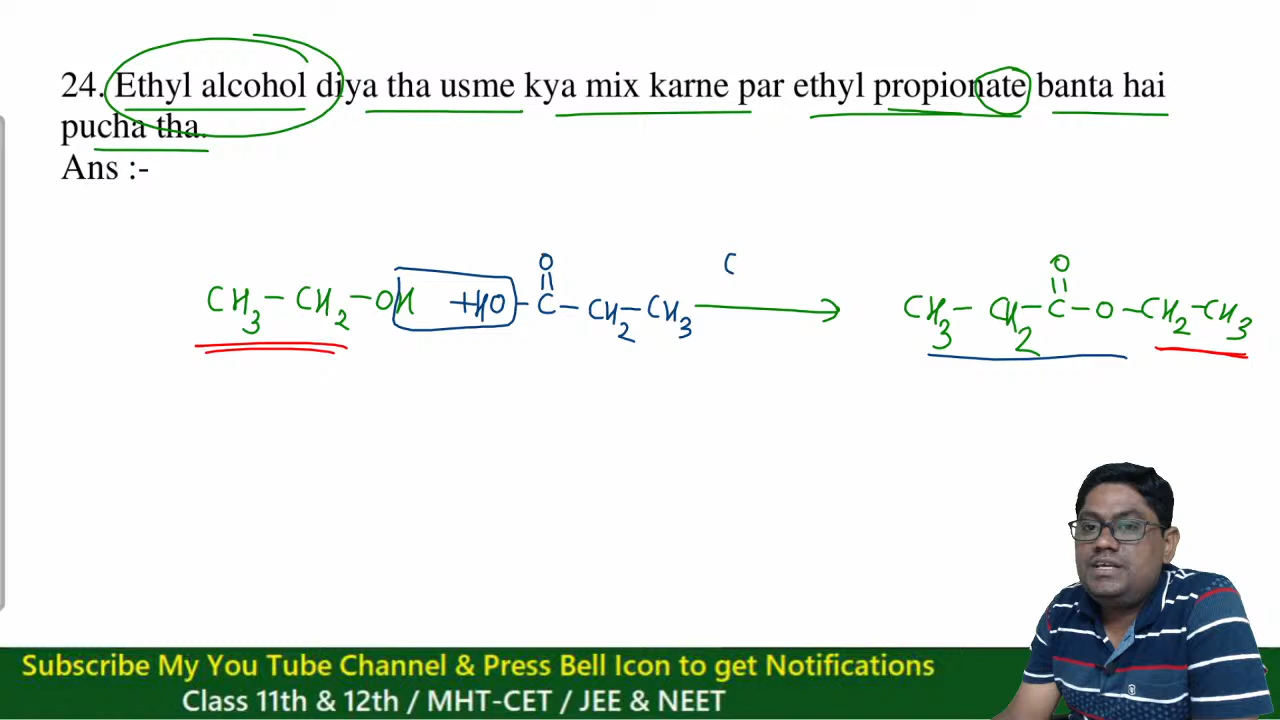 24. Ethyl alcohol diya tha usme kya mix karne par ethyl propionate banta hai
pucha tha.
Ans :-
CH3 - CH2 - OH + HO - C - CH2 - CH3 → CH3 - CH2 - C - O - CH2 - CH3
O
O
Subscribe My You Tube Channel & Press Bell Icon to get Notifications
Class 11th & 12th / MHT-CET / JEE & NEET